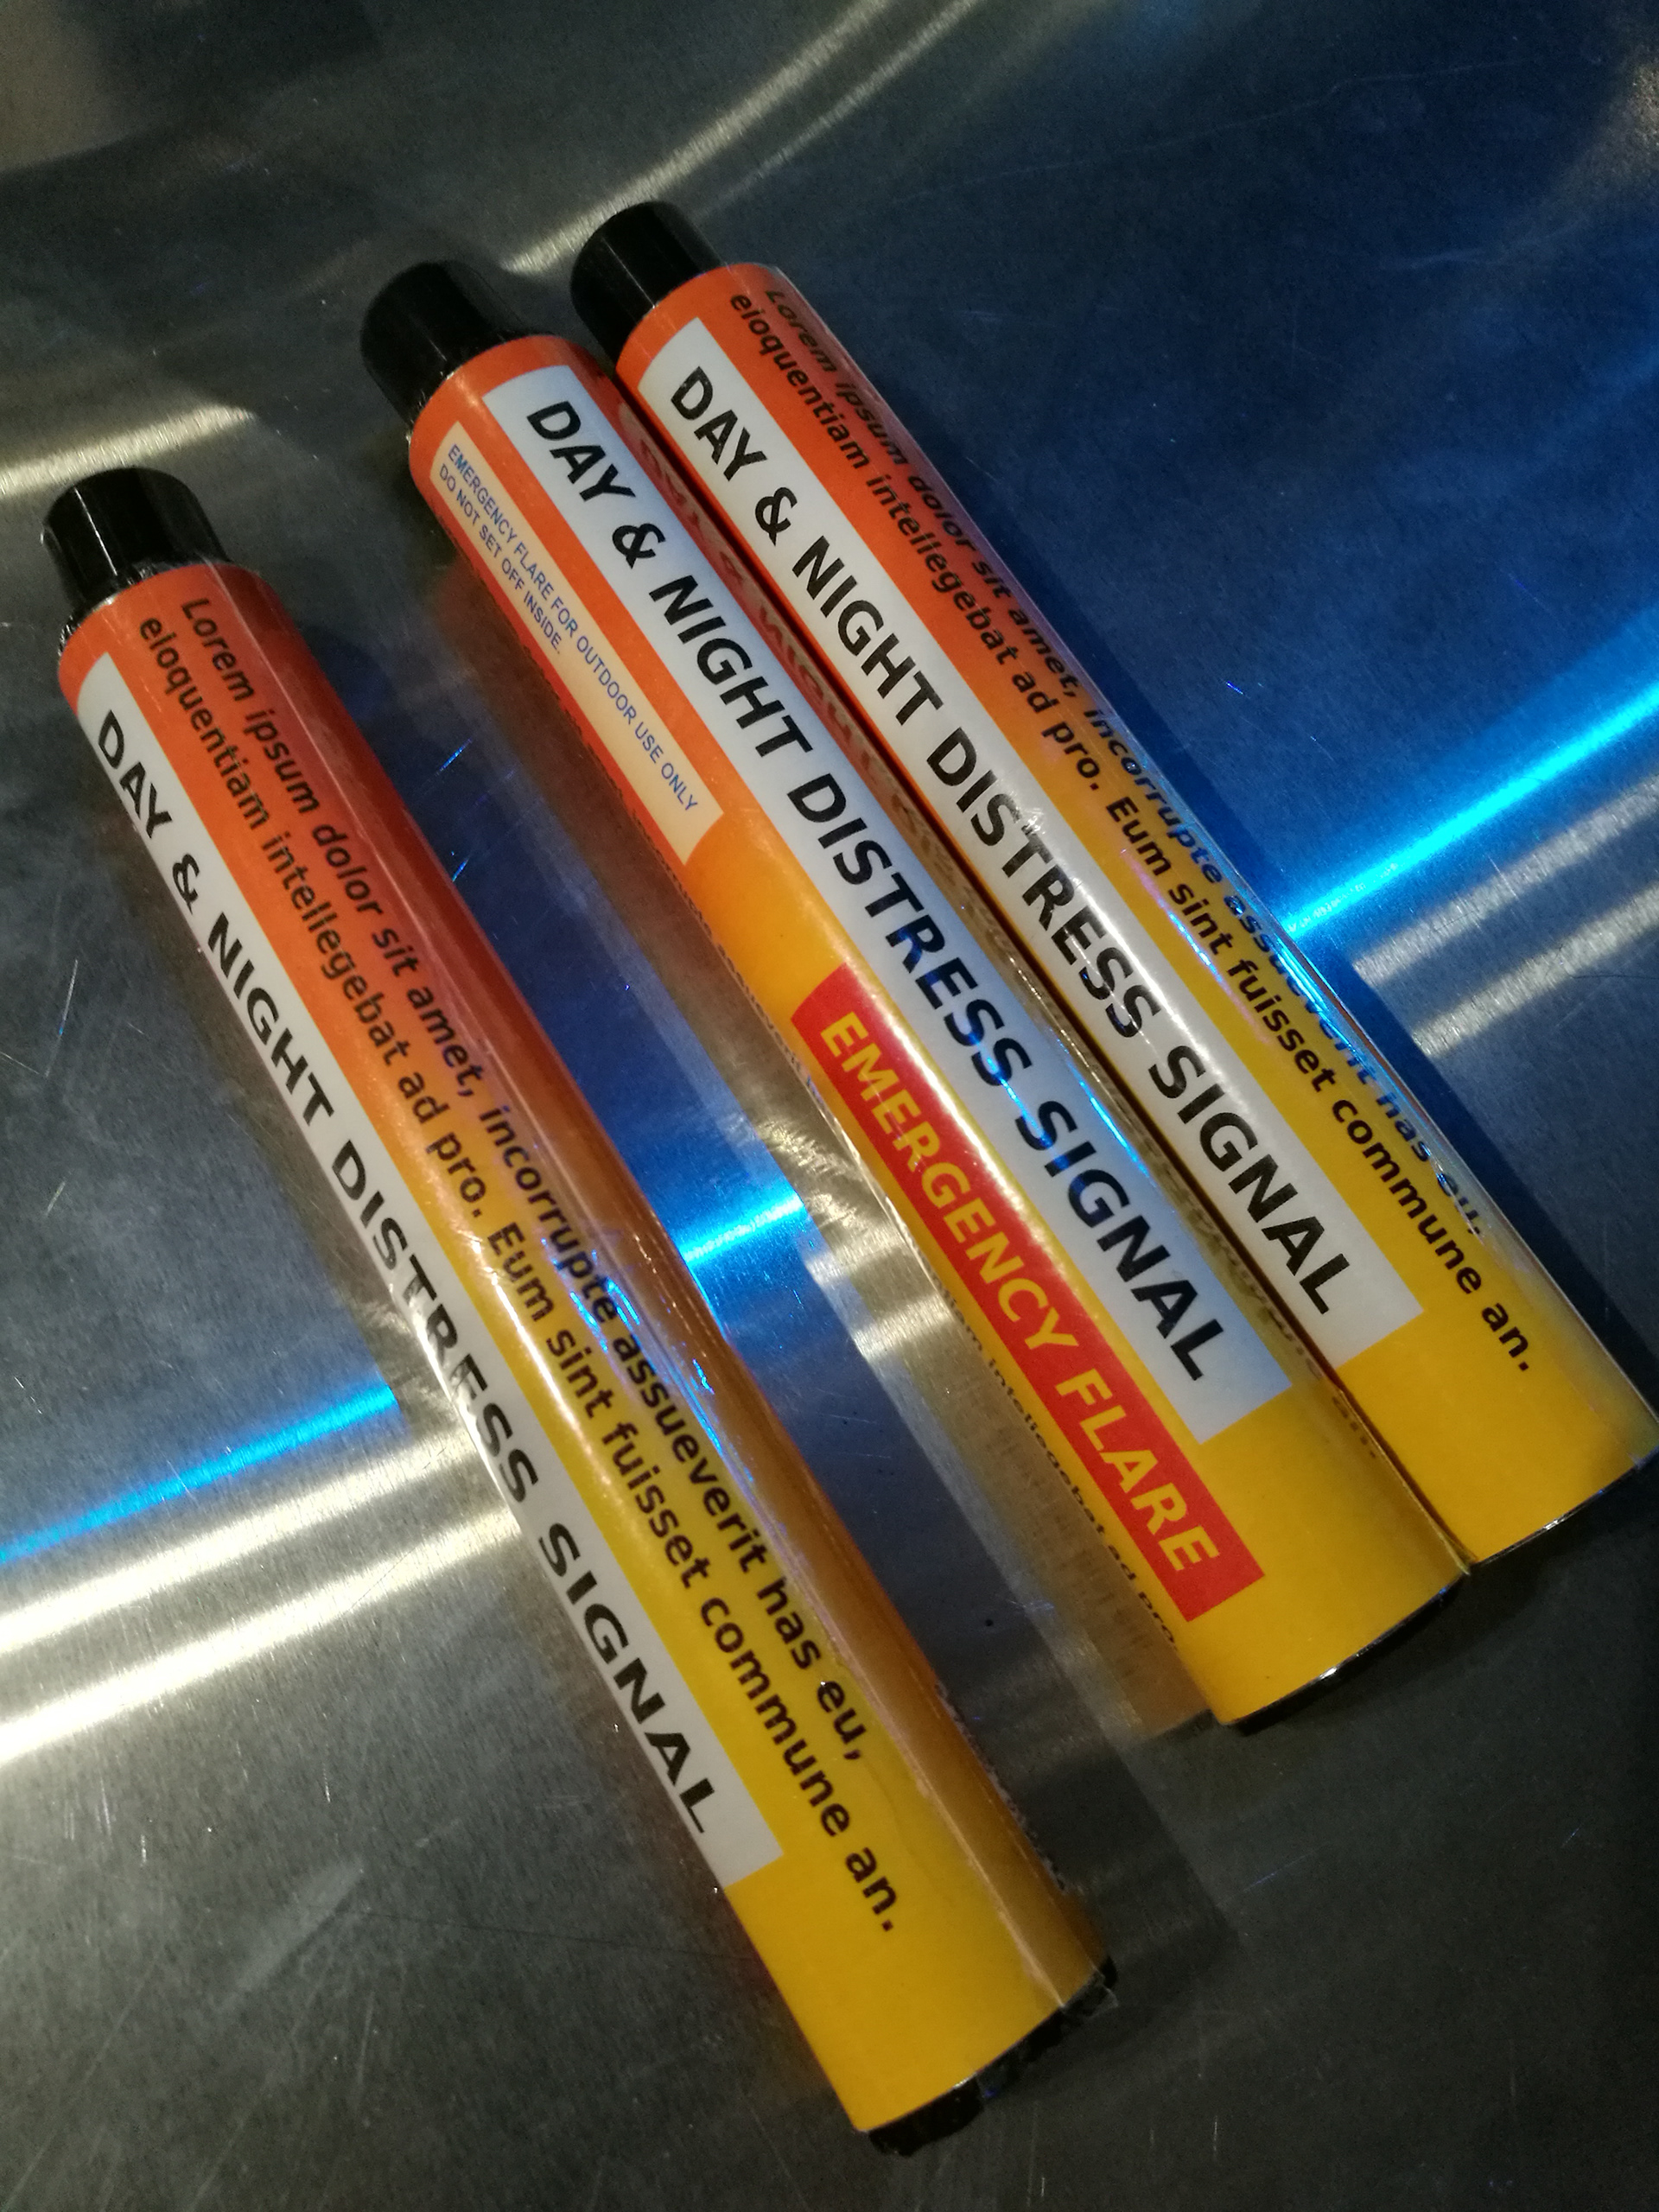 Lorem ipsum dolor sit amet, incorrupte assueverit has eu,
eloquentiam intellegebat ad pro. Eum sint fuisset commune an.
DAY & NIGHT DISTRESS SIGNAL
DAY & NIGHT DISTRESS SIGNAL
EMERGENCY FLARE FOR OUTDOOR USE ONLY
DO NOT SET OFF INSIDE.
EMERGENCY FLARE
Lorem ipsum dolor sit amet, incorrupte assueverit has eu,
eloquentiam intellegebat ad pro. Eum sint fuisset commune an.
DAY & NIGHT DISTRESS SIGNAL